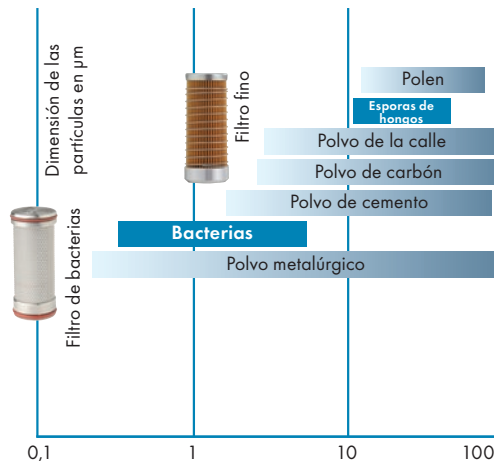 Dimensión de las
partículas en µm
Filtro fino
Filtro de bacterias
Polen
Esporas de
hongos
Polvo de la calle
Polvo de carbón
Polvo de cemento
Bacterias
Polvo metalúrgico
0,1 1 10 100